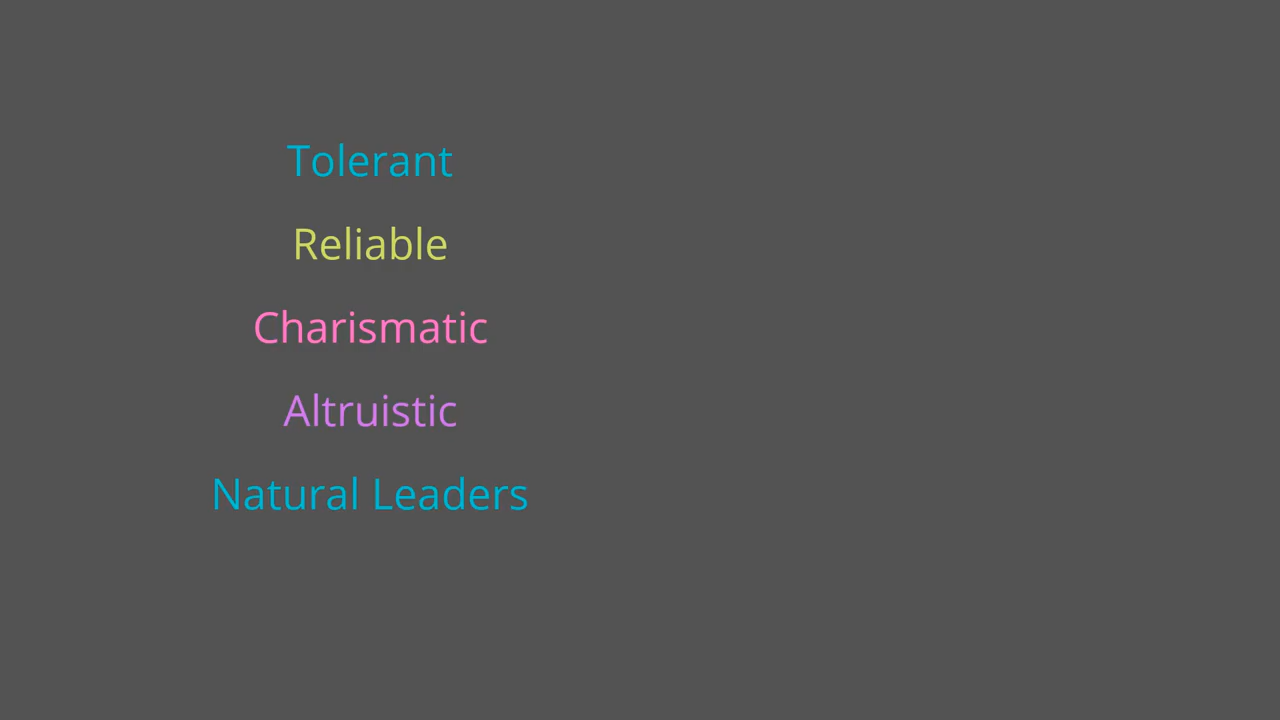 Tolerant
Reliable
Charismatic
Altruistic
Natural Leaders